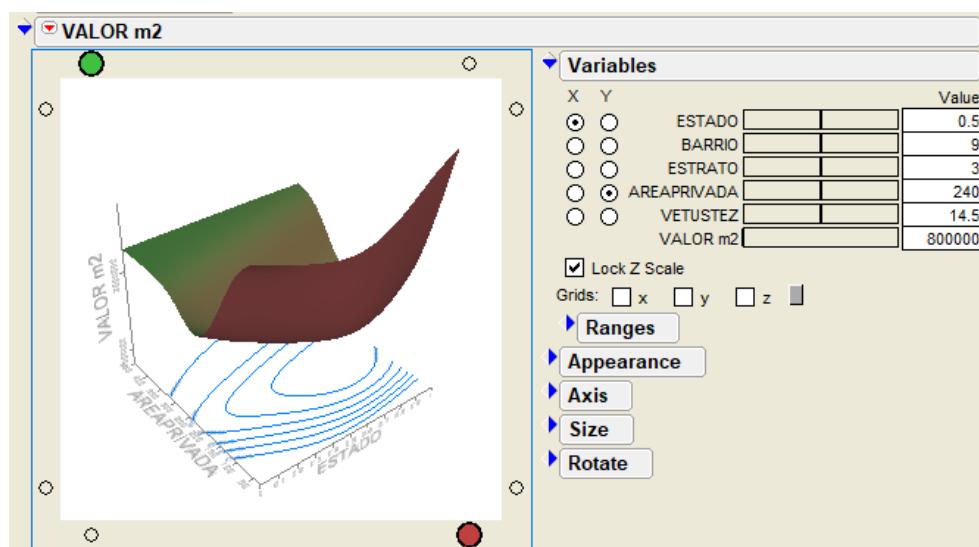 VALOR m2
Variables
X Y Value
ESTADO 0.5
BARRIO 9
ESTRATO 3
AREAPRIVADA 240
VETUSTEZ 14.5
VALOR m2 800000
Lock Z Scale
Grids: x y z
Ranges
Appearance
Axis
Size
Rotate
VALOR m2
AREAPRIVADA
ESTADO